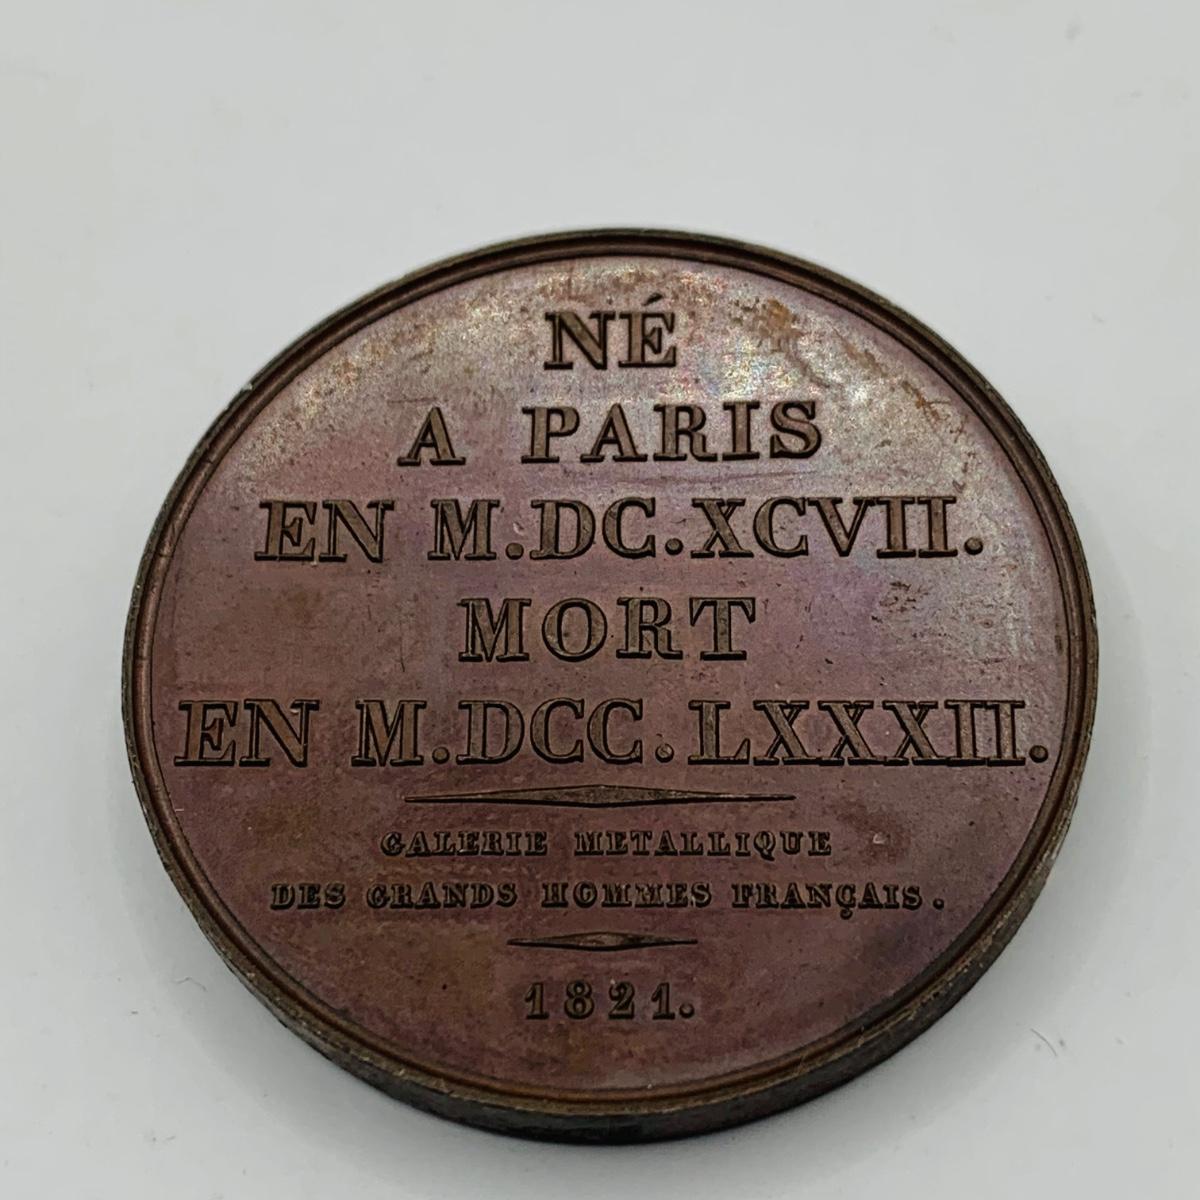 NÉ
A PARIS
EN M.DC.XCVII.
MORT
EN M.DCC.LXXXII.
GALERIE METALLIQUE
DES GRANDS HOMMES FRANÇAIS.
1821.